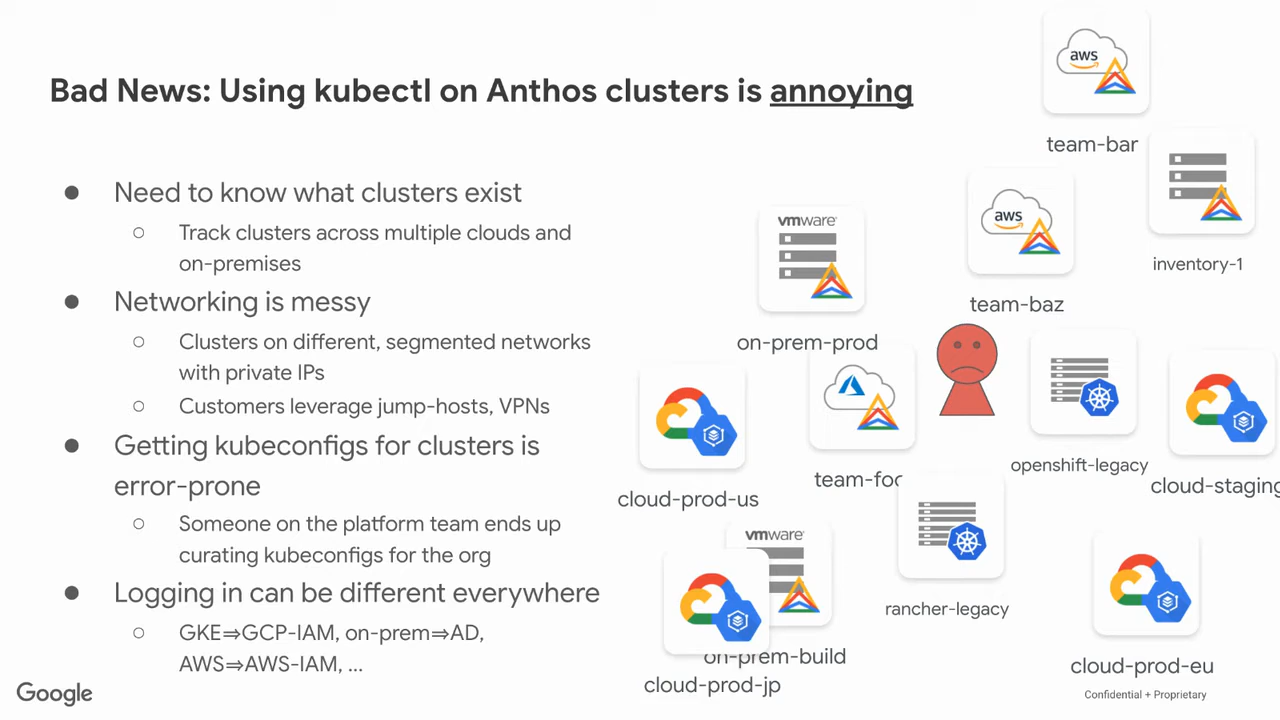 Bad News: Using kubectl on Anthos clusters is annoying
● Need to know what clusters exist
○ Track clusters across multiple clouds and
on-premises
● Networking is messy
○ Clusters on different, segmented networks
with private IPs
○ Customers leverage jump-hosts, VPNs
● Getting kubeconfigs for clusters is
error-prone
○ Someone on the platform team ends up
curating kubeconfigs for the org
● Logging in can be different everywhere
○ GKE⇒GCP-IAM, on-prem⇒AD,
AWS⇒AWS-IAM, ...
aws
team-bar
inventory-1
aws
team-baz
vmware
on-prem-prod
team-foo
openshift-legacy
cloud-staging
cloud-prod-us
rancher-legacy
vmware
on-prem-build
cloud-prod-jp
cloud-prod-eu
Google
Confidential + Proprietary